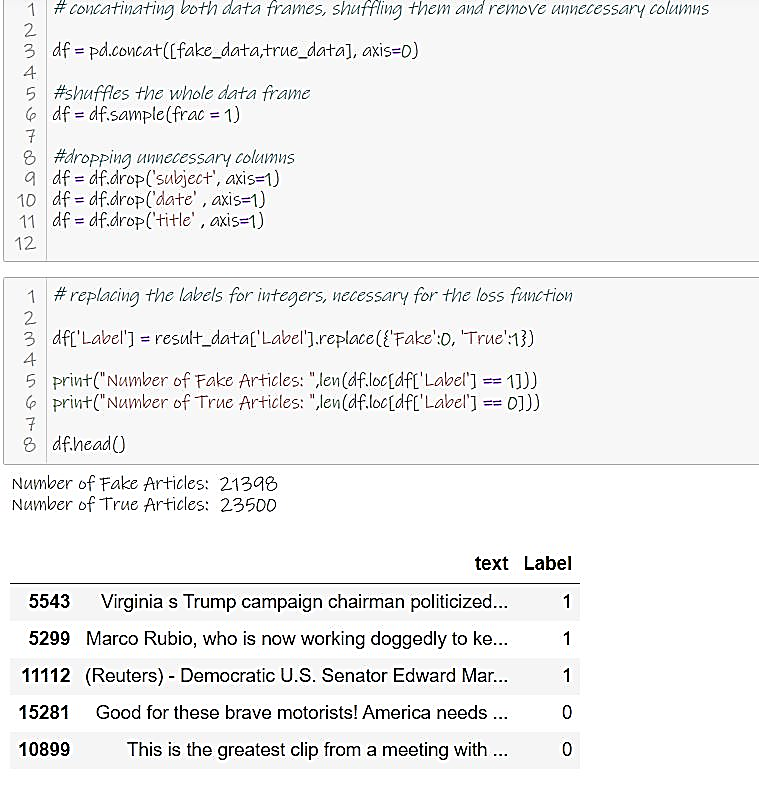 1 # concatinating both data frames, shuffling them and remove unnecessary columns
2
3 df = pd.concat([fake_data,true_data], axis=0)
4
5 #shuffles the whole data frame
6 df = df.sample(frac = 1)
7
8 #dropping unnecessary columns
9 df = df.drop('subject', axis=1)
10 df = df.drop('date' , axis=1)
11 df = df.drop('title' , axis=1)
12
1 # replacing the labels for integers, necessary for the loss function
2
3 df['Label'] = result_data['Label'].replace({'Fake':0, 'True':1})
4
5 print("Number of Fake Articles: ",len(df.loc[df['Label'] == 1]))
6 print("Number of True Articles: ",len(df.loc[df['Label'] == 0]))
7
8 df.head()
Number of Fake Articles: 21398
Number of True Articles: 23500
text Label
5543 Virginia s Trump campaign chairman politicized... 1
5299 Marco Rubio, who is now working doggedly to ke... 1
11112 (Reuters) - Democratic U.S. Senator Edward Mar... 1
15281 Good for these brave motorists! America needs ... 0
10899 This is the greatest clip from a meeting with ... 0